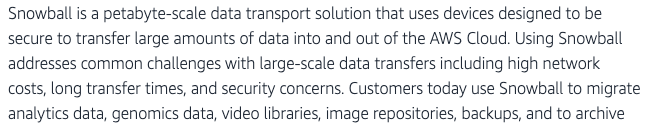 Snowball is a petabyte-scale data transport solution that uses devices designed to be
secure to transfer large amounts of data into and out of the AWS Cloud. Using Snowball
addresses common challenges with large-scale data transfers including high network
costs, long transfer times, and security concerns. Customers today use Snowball to migrate
analytics data, genomics data, video libraries, image repositories, backups, and to archive